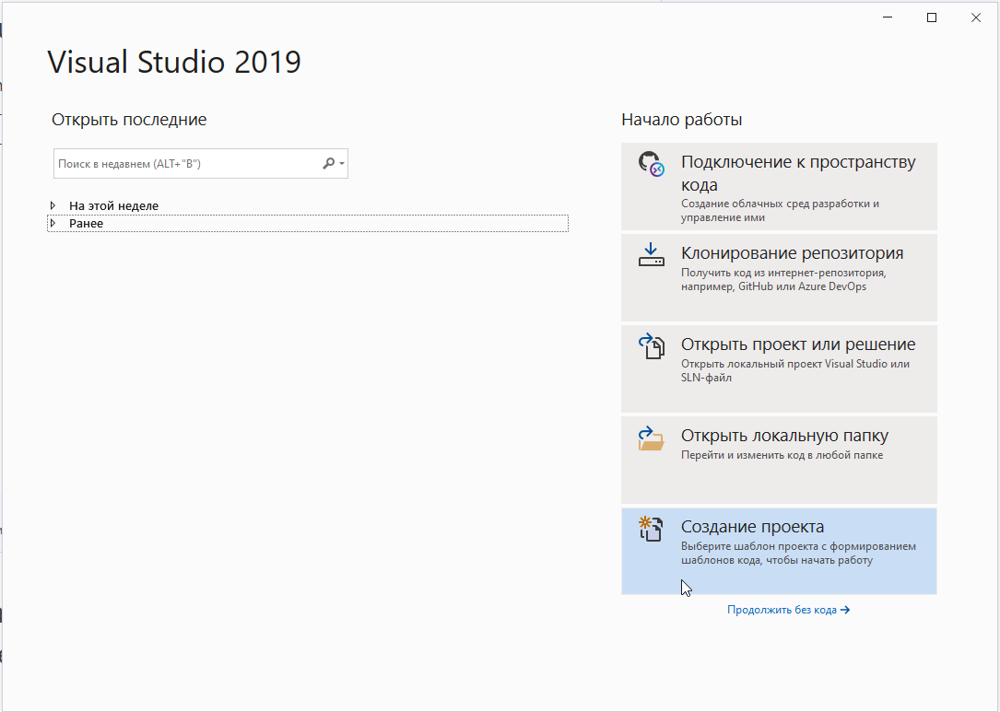 Visual Studio 2019
Открыть последние
Поиск в недавнем (ALT+"В")
На этой неделе
Ранее
Начало работы
Подключение к пространству
кода
Создание облачных сред разработки и
управление ими
Клонирование репозитория
Получить код из интернет-репозитория,
например, GitHub или Azure DevOps
Открыть проект или решение
Открыть локальный проект Visual Studio или
SLN-файл
Открыть локальную папку
Перейти и изменить код в любой папке
Создание проекта
Выберите шаблон проекта с формированием
шаблонов кода, чтобы начать работу
Продолжить без кода →